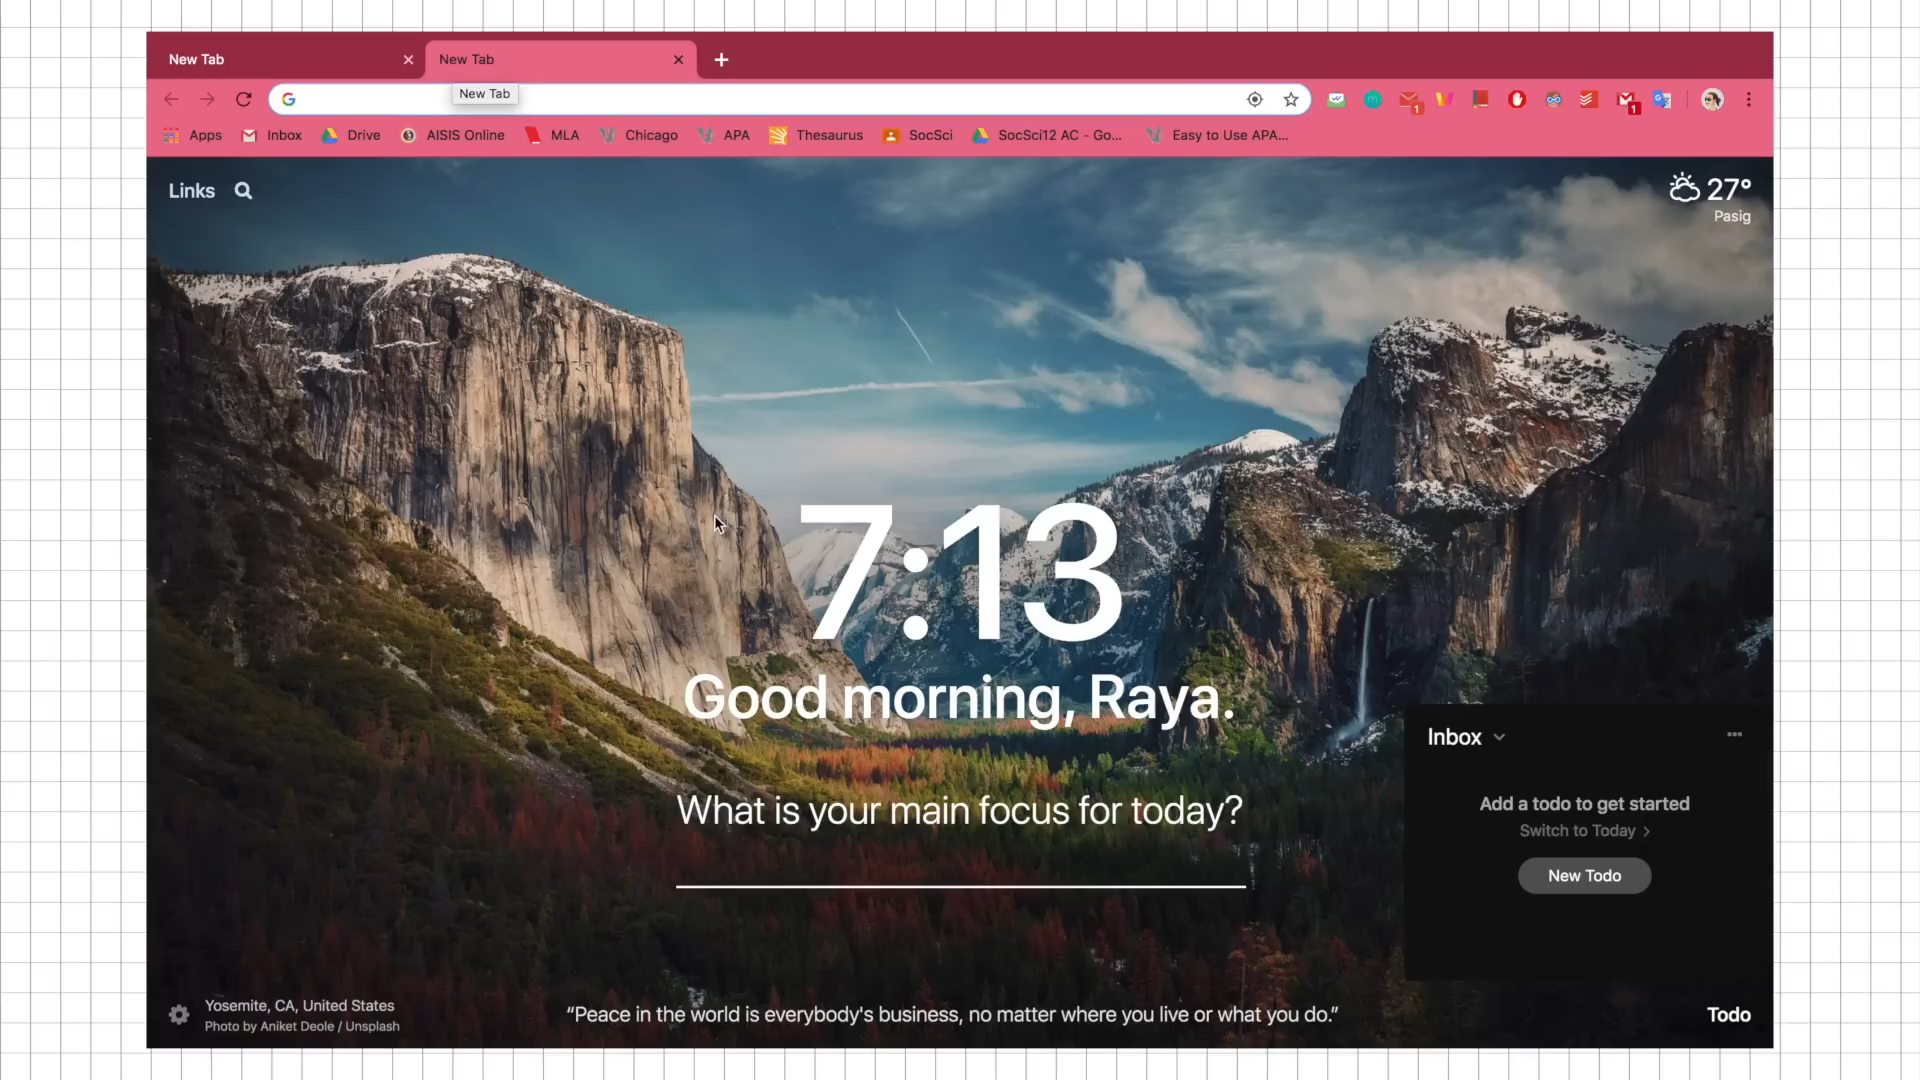 New Tab
New Tab
New Tab
Apps
Inbox
Drive
AISIS Online
MLA
Chicago
APA
Thesaurus
SocSci
SocSci12 AC - Go...
Easy to Use APA...
1
1
Links
27°
Pasig
7:13
Good morning, Raya.
What is your main focus for today?
Inbox
Add a todo to get started
Switch to Today
New Todo
Yosemite, CA, United States
Photo by Aniket Deole / Unsplash
“Peace in the world is everybody's business, no matter where you live or what you do.”
Todo